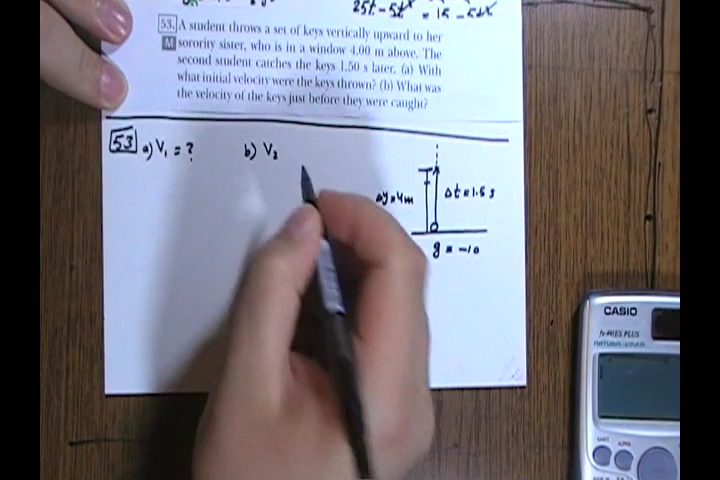 25t - 5t² = 15 - 5t²
53. A student throws a set of keys vertically upward to her
M sorority sister, who is in a window 4.00 m above. The
second student catches the keys 1.50 s later. (a) With
what initial velocity were the keys thrown? (b) What was
the velocity of the keys just before they were caught?
53 a) V₁ = ? b) V₂
Δy = 4m Δt = 1.5 s
g = -10
CASIO
fx-991ES PLUS
NATURAL-V.P.A.M.
SHIFT ALPHA